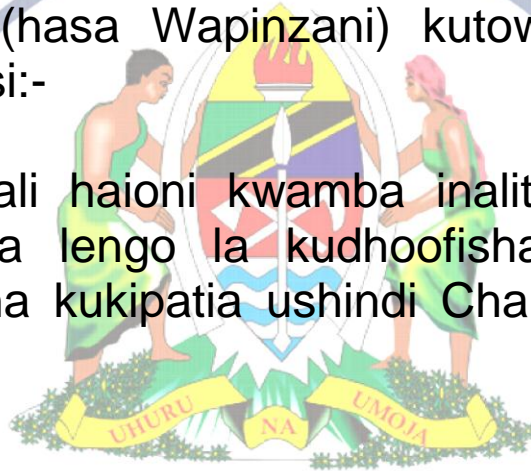 (hasa Wapinzani) kutow
si:-
ali haioni kwamba inalit
a lengo la kudhoofisha
na kukipatia ushindi Cha
UHURU NA UMOJA